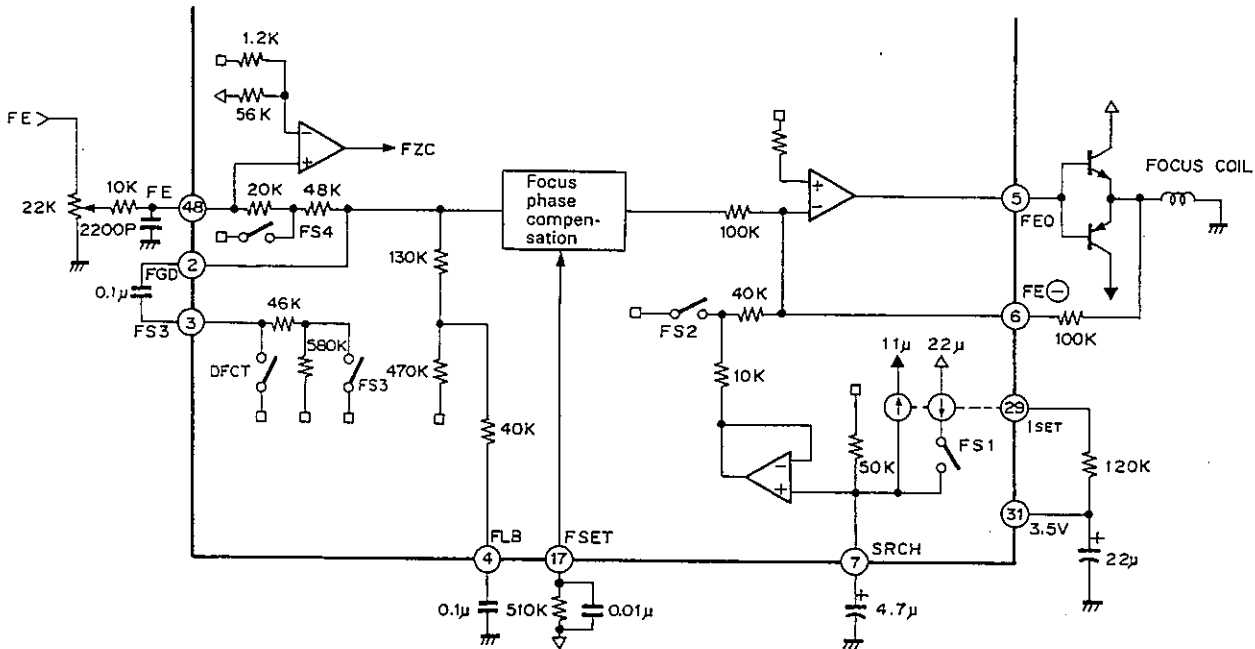 1.2K
56K
FZC
FE
10K
FE
48
20K
48K
22K
2200P
FS4
FGD
2
0.1μ
FS3
3
46K
580K
DFCT
FS3
130K
470K
40K
Focus
phase
compen-
sation
100K
5
FEO
FOCUS COIL
FS2
40K
FE⊖
6
100K
10K
11μ
22μ
29
ISET
50K
FS1
120K
31
3.5V
22μ
FLB
4
0.1μ
FSET
17
510K
0.01μ
SRCH
7
4.7μ
+
−
+
+
−
−
+
+
+